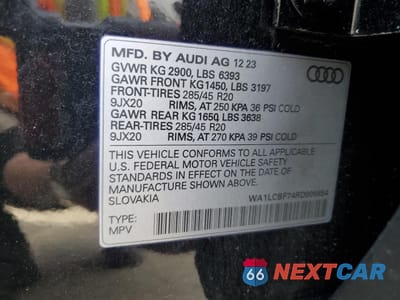 MFD. BY AUDI AG 12 23
GVWR KG 2900, LBS 6393
GAWR FRONT KG1450, LBS 3197
FRONT-TIRES 285/45 R20
9JX20 RIMS, AT 250 KPA 36 PSI COLD
GAWR REAR KG 1650, LBS 3638
REAR-TIRES 285/45 R20
9JX20 RIMS, AT 270 KPA 39 PSI COLD
THIS VEHICLE CONFORMS TO ALL APPLICABLE
U.S. FEDERAL MOTOR VEHICLE SAFETY
STANDARDS IN EFFECT ON THE DATE OF
MANUFACTURE SHOWN ABOVE.
SLOVAKIA
TYPE:
MPV
66 NEXTCAR